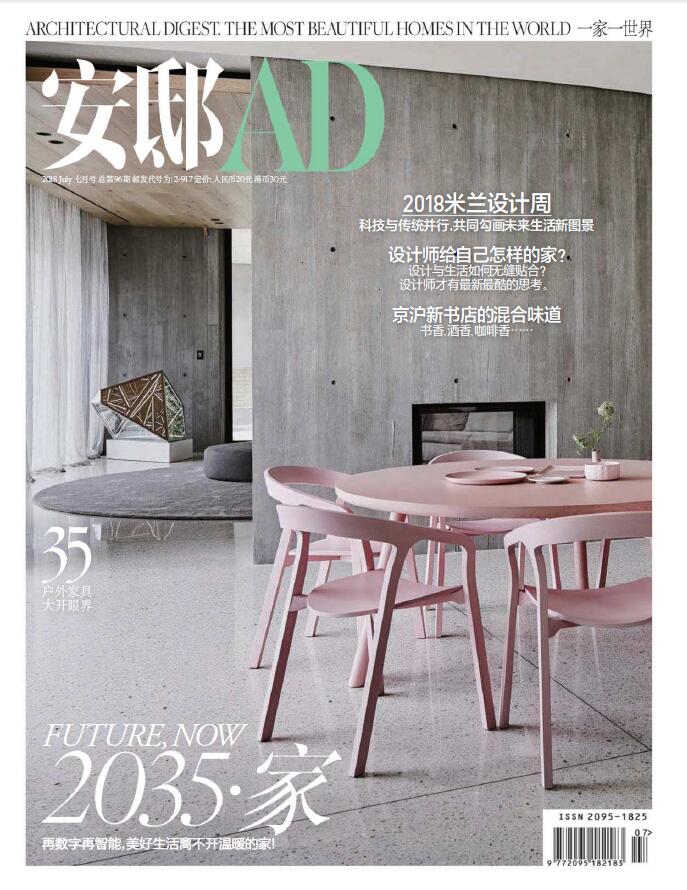 ARCHITECTURAL DIGEST. THE MOST BEAUTIFUL HOMES IN THE WORLD 一家一世界
安邸AD
2018 July 七月号 总第96期 邮发代号为:2-917 定价:人民币20元 港币30元
2018米兰设计周
科技与传统并行,共同勾画未来生活新图景
设计师给自己怎样的家?
设计与生活如何无缝贴合?
设计师才有最新最酷的思考。
京沪新书店的混合味道
书香、酒香、咖啡香……
35
户外家具
大开眼界
FUTURE, NOW
2035·家
再数字再智能,美好生活离不开温暖的家!
ISSN 2095-1825
07>
9 772095 182183